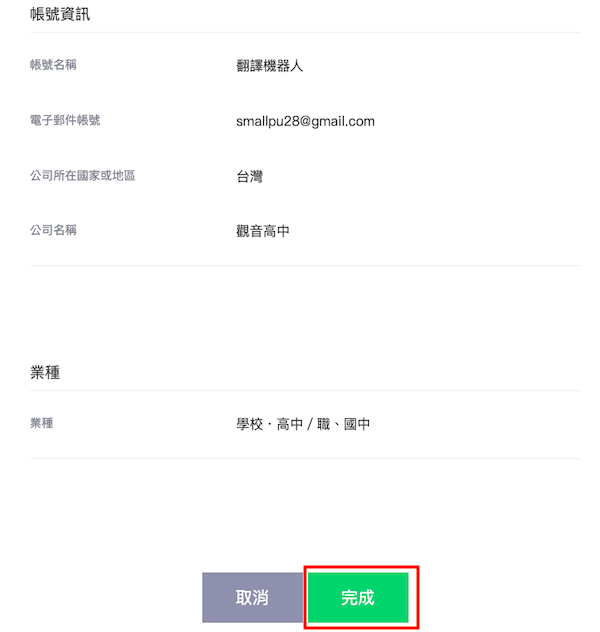 帳號資訊
帳號名稱 翻譯機器人
電子郵件帳號 smallpu28@gmail.com
公司所在國家或地區 台灣
公司名稱 觀音高中
業種
業種 學校・高中 / 職、國中
取消 完成